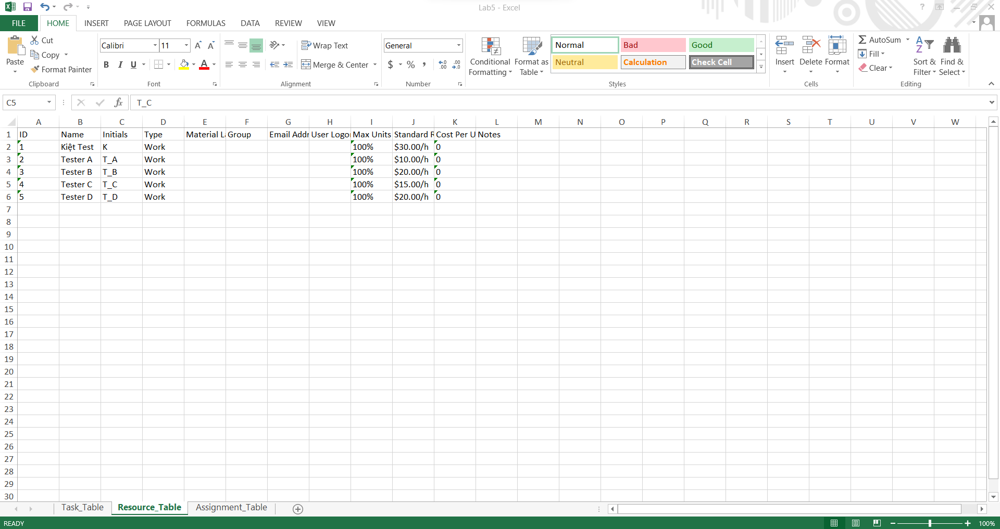 Lab5 - Excel
FILE HOME INSERT PAGE LAYOUT FORMULAS DATA REVIEW VIEW
Paste Cut Copy Format Painter Clipboard
Calibri 11 B I U Font
Wrap Text Merge & Center Alignment
General $ % Number
Conditional Formatting Format as Table
Normal Bad Good
Neutral Calculation Check Cell
Styles
Insert Delete Format Cells
AutoSum Fill Clear Sort & Filter Find & Select Editing
C5 fx T_C
A B C D E F G H I J K L M N O P Q R S T U V W
1 ID Name Initials Type Material La Group Email Addr User Logon Max Units Standard R Cost Per U Notes
2 1 Kiệt Test K Work 100% $30.00/h 0
3 2 Tester A T_A Work 100% $10.00/h 0
4 3 Tester B T_B Work 100% $20.00/h 0
5 4 Tester C T_C Work 100% $15.00/h 0
6 5 Tester D T_D Work 100% $20.00/h 0
7
8
9
10
11
12
13
14
15
16
17
18
19
20
21
22
23
24
25
26
27
28
29
30
Task_Table Resource_Table Assignment_Table
READY 100%